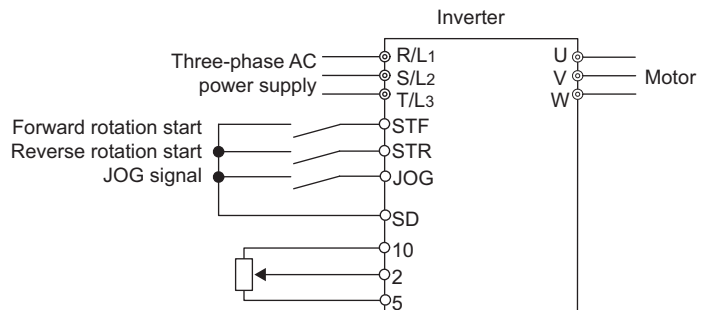 Inverter
Three-phase AC
power supply
R/L1
S/L2
T/L3
U
V
W
Motor
Forward rotation start
Reverse rotation start
JOG signal
STF
STR
JOG
SD
10
2
5